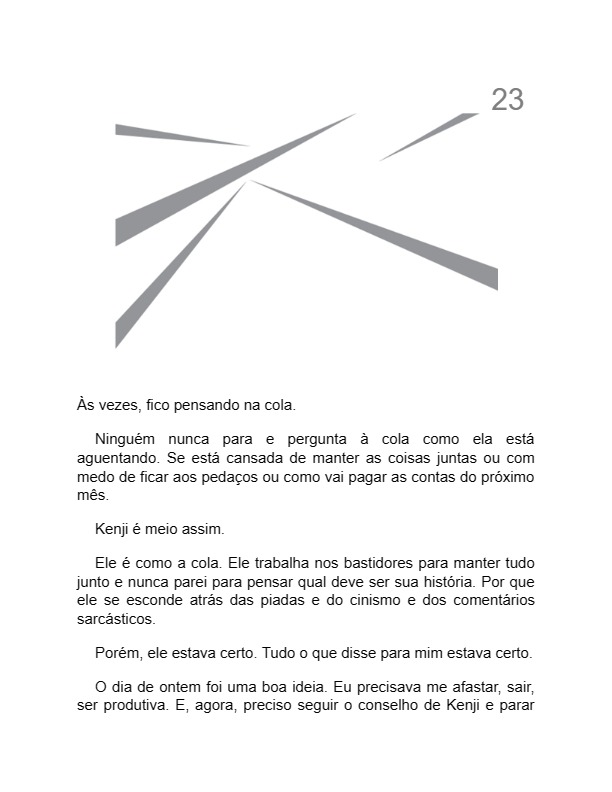 23
Às vezes, fico pensando na cola.
Ninguém nunca para e pergunta à cola como ela está
aguentando. Se está cansada de manter as coisas juntas ou com
medo de ficar aos pedaços ou como vai pagar as contas do próximo
mês.
Kenji é meio assim.
Ele é como a cola. Ele trabalha nos bastidores para manter tudo
junto e nunca parei para pensar qual deve ser sua história. Por que
ele se esconde atrás das piadas e do cinismo e dos comentários
sarcásticos.
Porém, ele estava certo. Tudo o que disse para mim estava certo.
O dia de ontem foi uma boa ideia. Eu precisava me afastar, sair,
ser produtiva. E, agora, preciso seguir o conselho de Kenji e parar